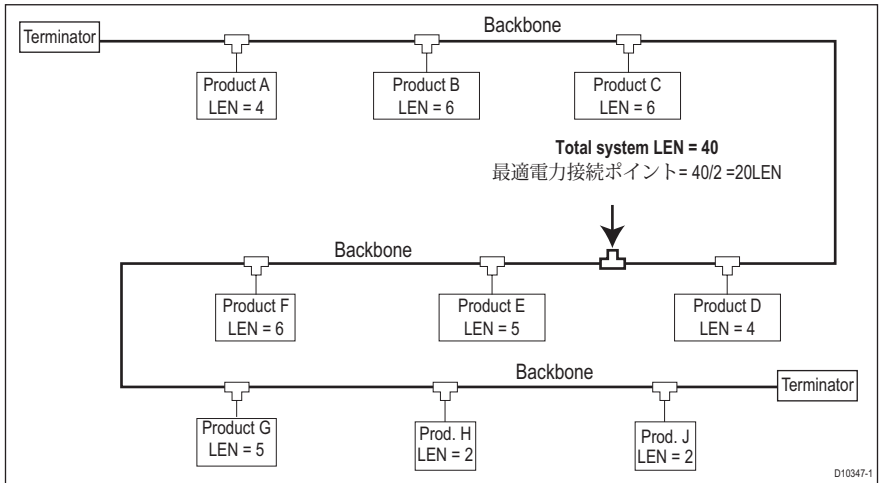 Terminator
Backbone
Product A
LEN = 4
Product B
LEN = 6
Product C
LEN = 6
Total system LEN = 40
最適電力接続ポイント= 40/2 =20LEN
Backbone
Product F
LEN = 6
Product E
LEN = 5
Product D
LEN = 4
Backbone
Terminator
Product G
LEN = 5
Prod. H
LEN = 2
Prod. J
LEN = 2
D10347-1